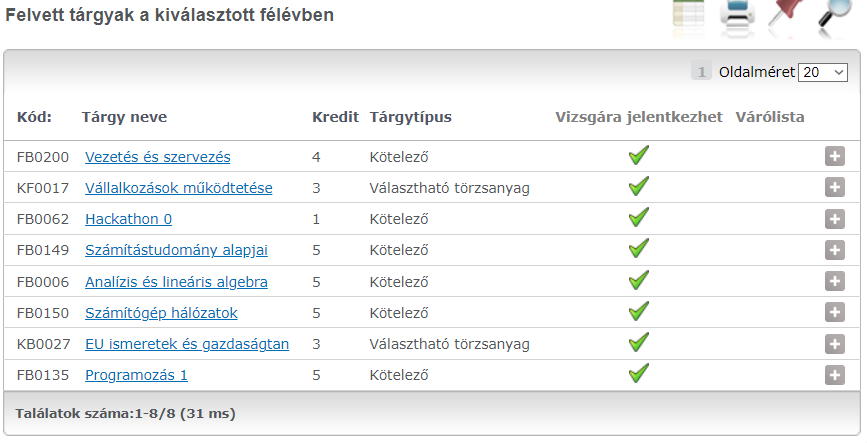 Felvett tárgyak a kiválasztott félévben
1 Oldalméret 20
Kód: Tárgy neve Kredit Tárgytípus Vizsgára jelentkezhet Várólista
FB0200 Vezetés és szervezés 4 Kötelező
KF0017 Vállalkozások működtetése 3 Választható törzsanyag
FB0062 Hackathon 0 1 Kötelező
FB0149 Számítástudomány alapjai 5 Kötelező
FB0006 Analízis és lineáris algebra 5 Kötelező
FB0150 Számítógép hálózatok 5 Kötelező
KB0027 EU ismeretek és gazdaságtan 3 Választható törzsanyag
FB0135 Programozás 1 5 Kötelező
Találatok száma:1-8/8 (31 ms)